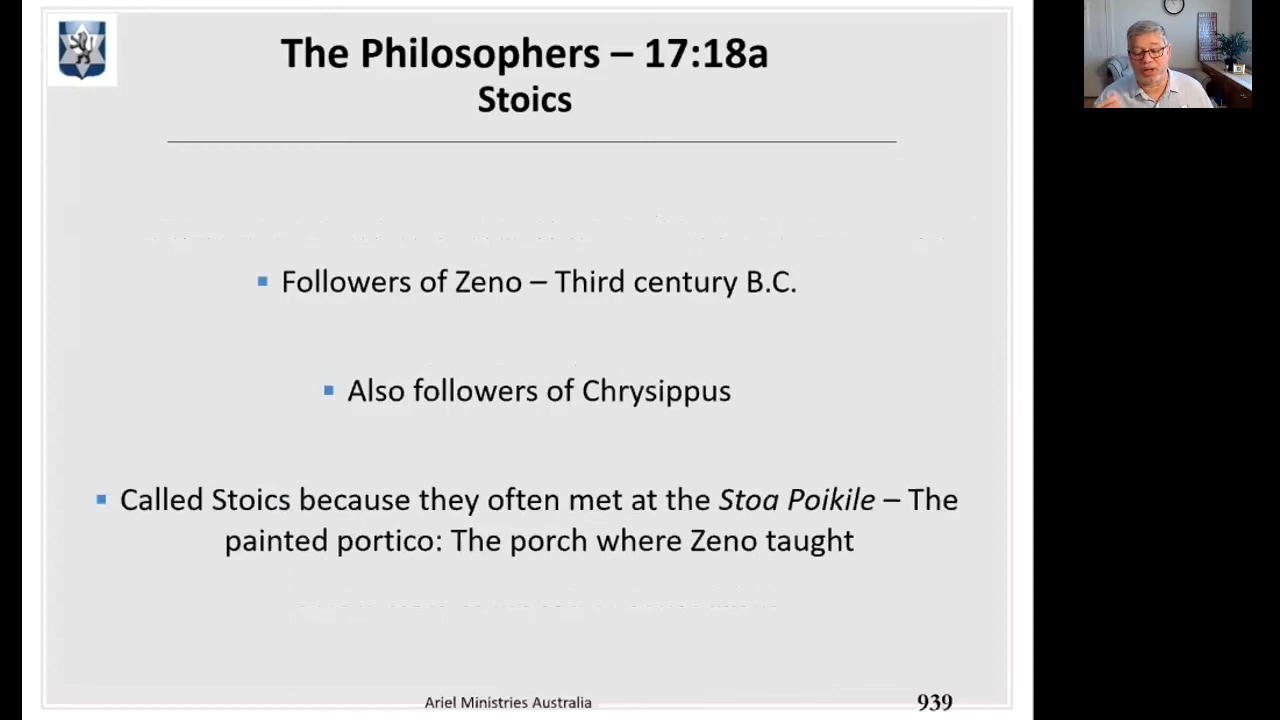 The Philosophers – 17:18a
Stoics
▪ Followers of Zeno – Third century B.C.
▪ Also followers of Chrysippus
▪ Called Stoics because they often met at the Stoa Poikile – The
painted portico: The porch where Zeno taught
Ariel Ministries Australia
939